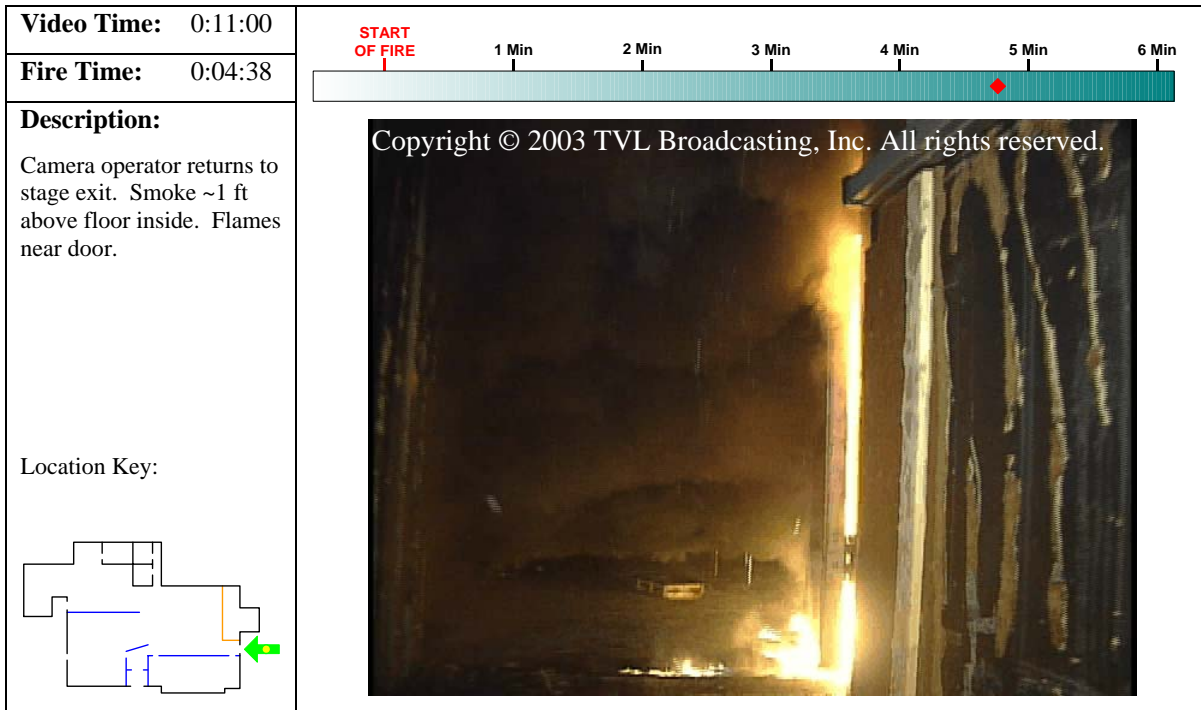 Video Time: 0:11:00
Fire Time: 0:04:38
Description:
Camera operator returns to
stage exit. Smoke ~1 ft
above floor inside. Flames
near door.
Location Key:
START
OF FIRE
1 Min 2 Min 3 Min 4 Min 5 Min 6 Min
Copyright © 2003 TVL Broadcasting, Inc. All rights reserved.